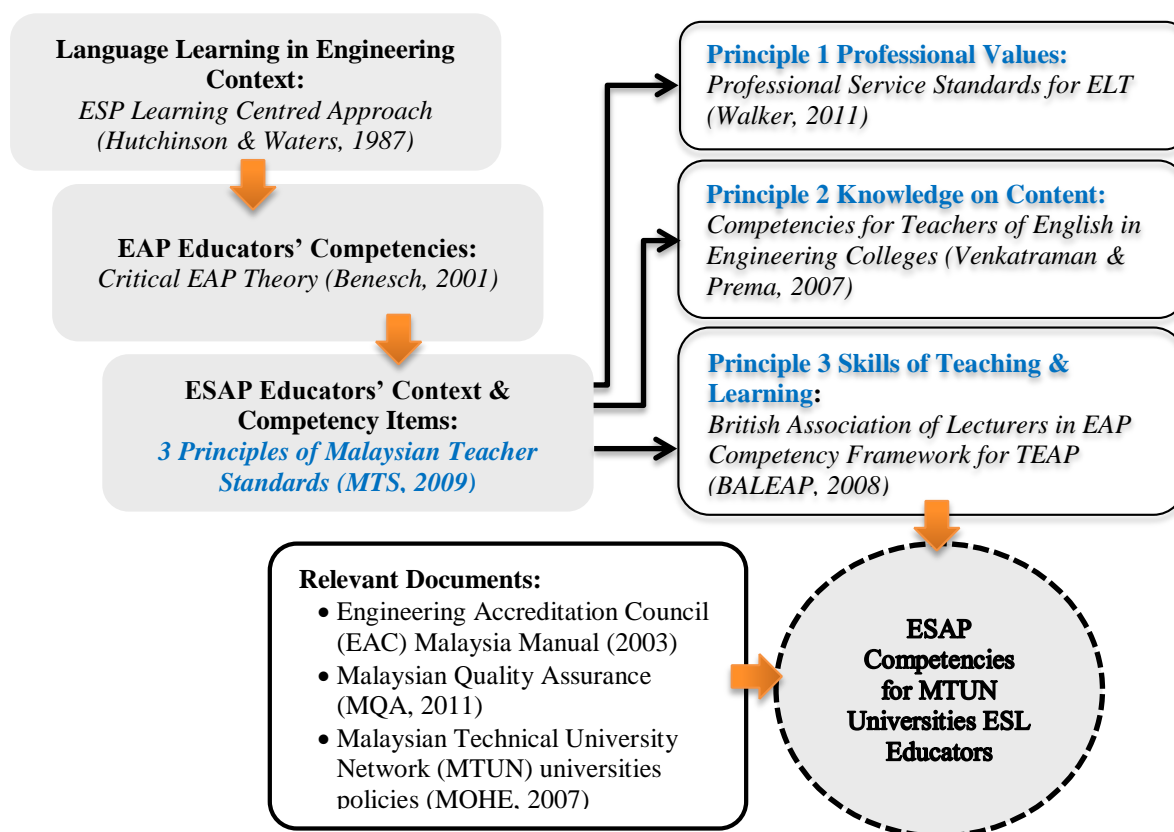 Language Learning in Engineering
Context:
ESP Learning Centred Approach
(Hutchinson & Waters, 1987)
EAP Educators’ Competencies:
Critical EAP Theory (Benesch, 2001)
ESAP Educators’ Context &
Competency Items:
3 Principles of Malaysian Teacher
Standards (MTS, 2009)
Principle 1 Professional Values:
Professional Service Standards for ELT
(Walker, 2011)
Principle 2 Knowledge on Content:
Competencies for Teachers of English in
Engineering Colleges (Venkatraman &
Prema, 2007)
Principle 3 Skills of Teaching &
Learning:
British Association of Lecturers in EAP
Competency Framework for TEAP
(BALEAP, 2008)
Relevant Documents:
• Engineering Accreditation Council
(EAC) Malaysia Manual (2003)
• Malaysian Quality Assurance
(MQA, 2011)
• Malaysian Technical University
Network (MTUN) universities
policies (MOHE, 2007)
ESAP
Competencies
for MTUN
Universities ESL
Educators